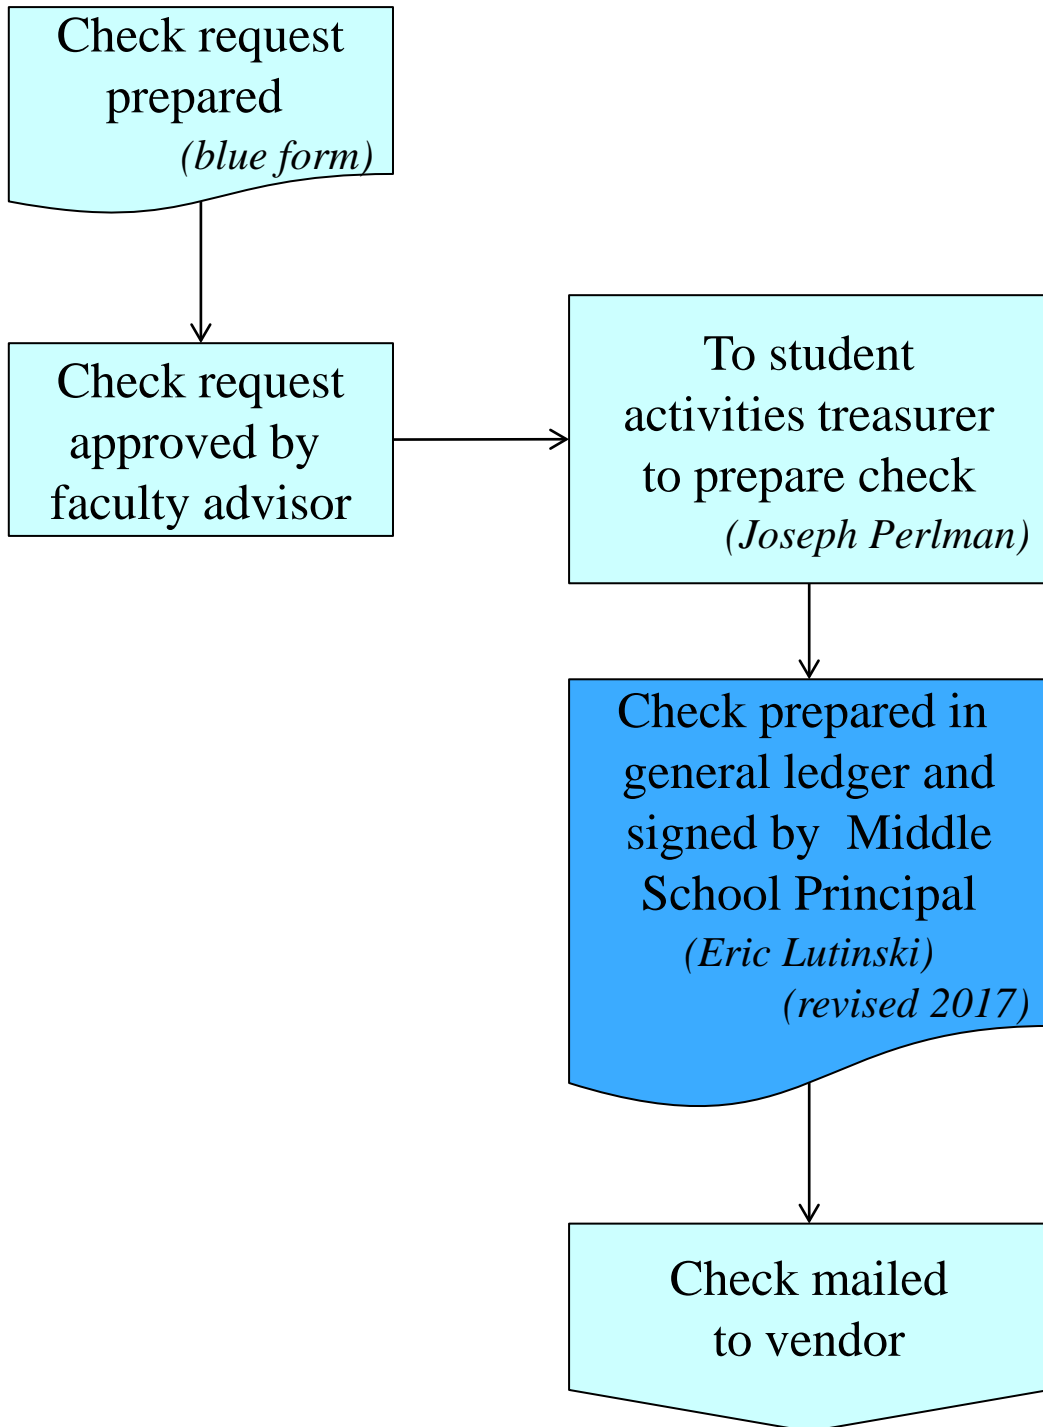 Check request
prepared
(blue form)
Check request
approved by
faculty advisor
To student
activities treasurer
to prepare check
(Joseph Perlman)
Check prepared in
general ledger and
signed by  Middle
School Principal
(Eric Lutinski)
(revised 2017)
Check mailed
to vendor